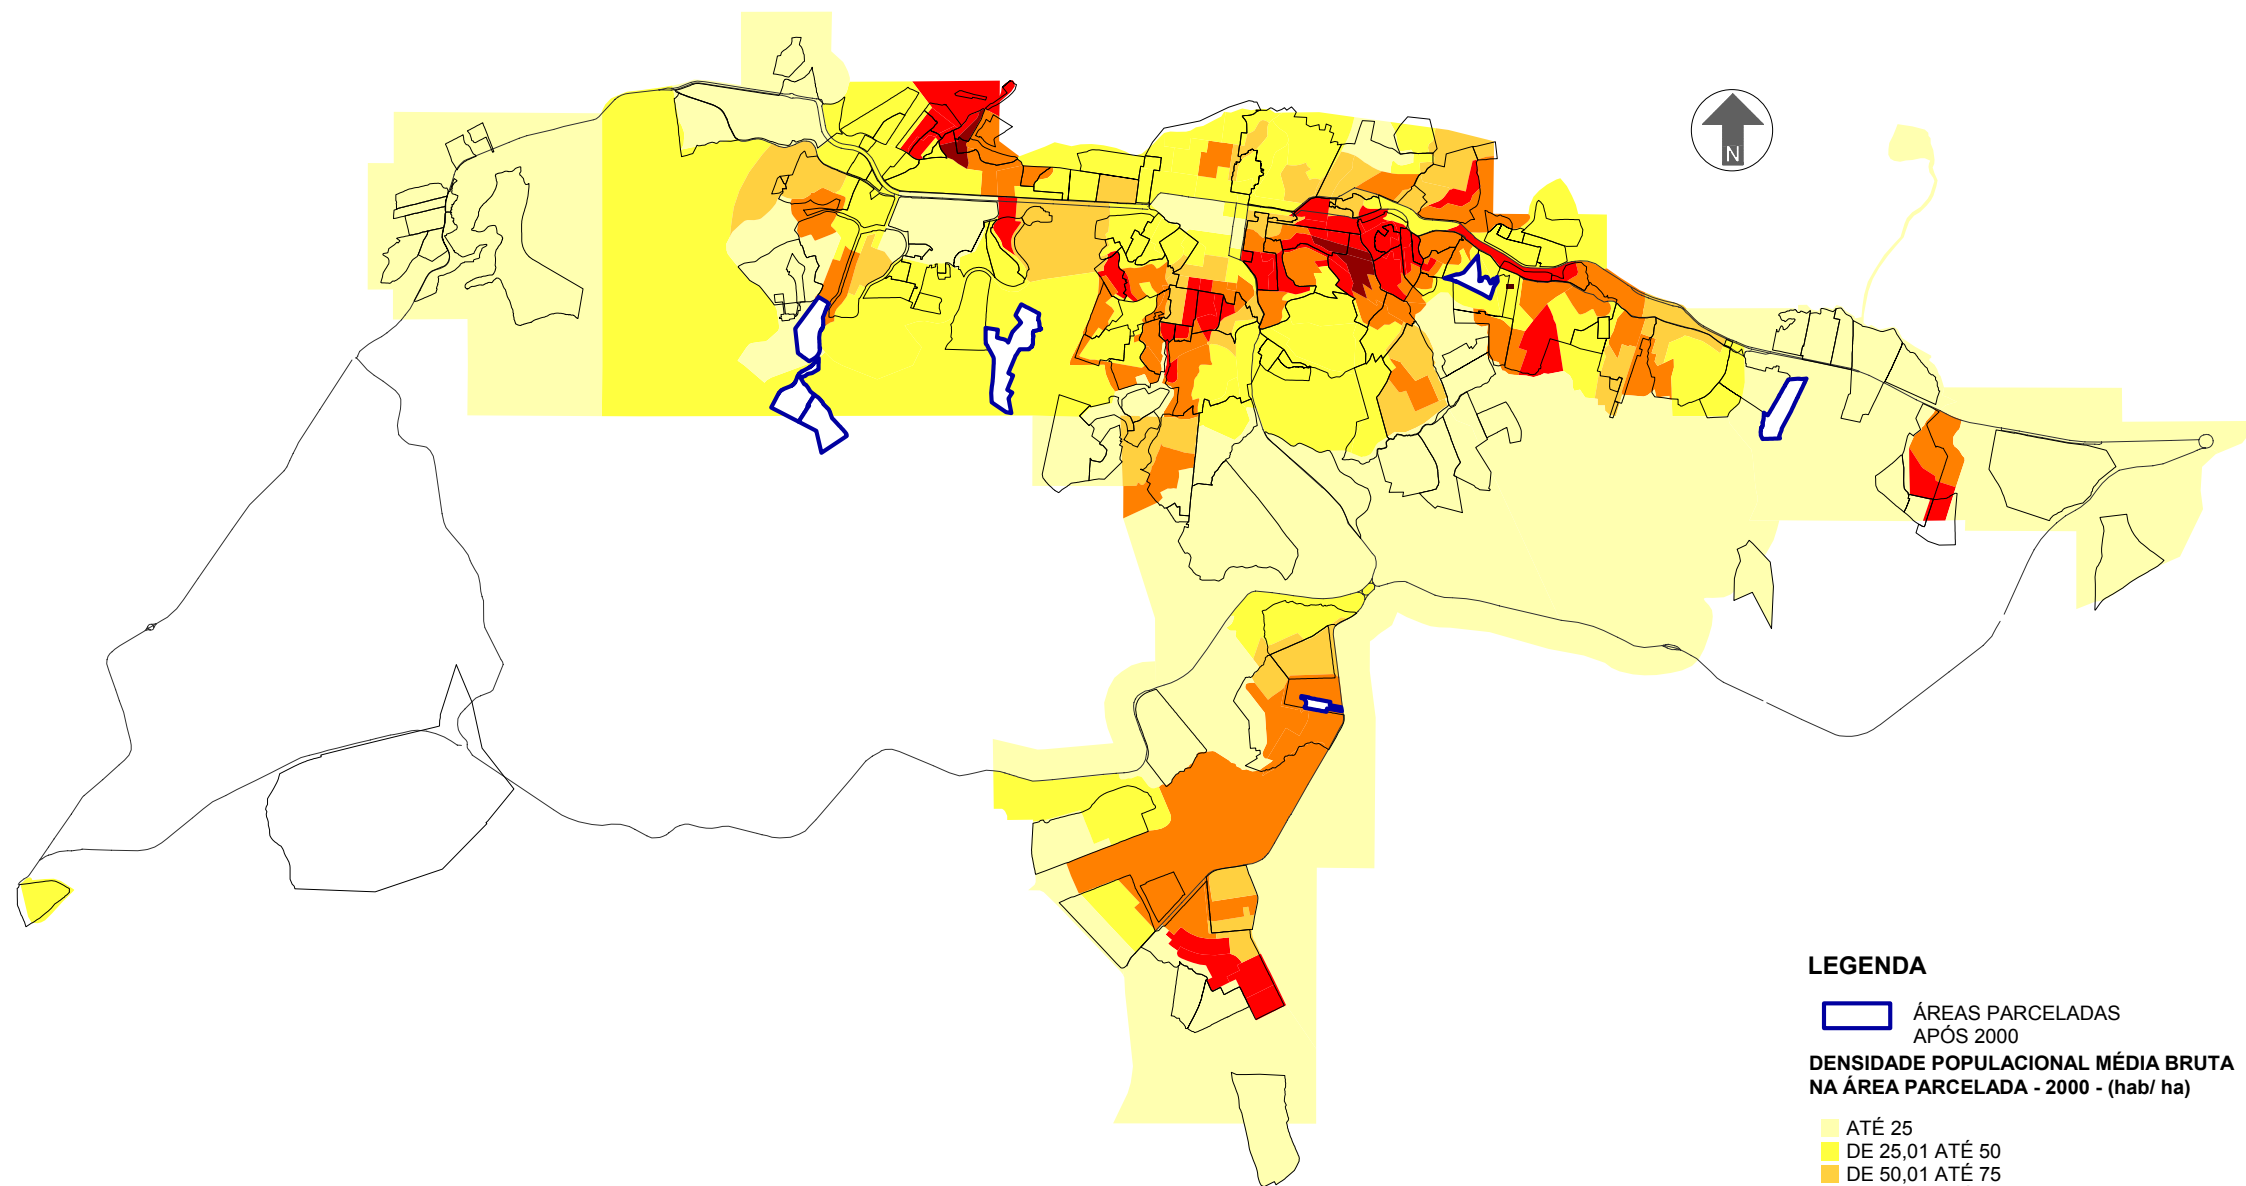 N
LEGENDA
ÁREAS PARCELADAS
APÓS 2000
DENSIDADE POPULACIONAL MÉDIA BRUTA
NA ÁREA PARCELADA - 2000 - (hab/ ha)
ATÉ 25
DE 25,01 ATÉ 50
DE 50,01 ATÉ 75